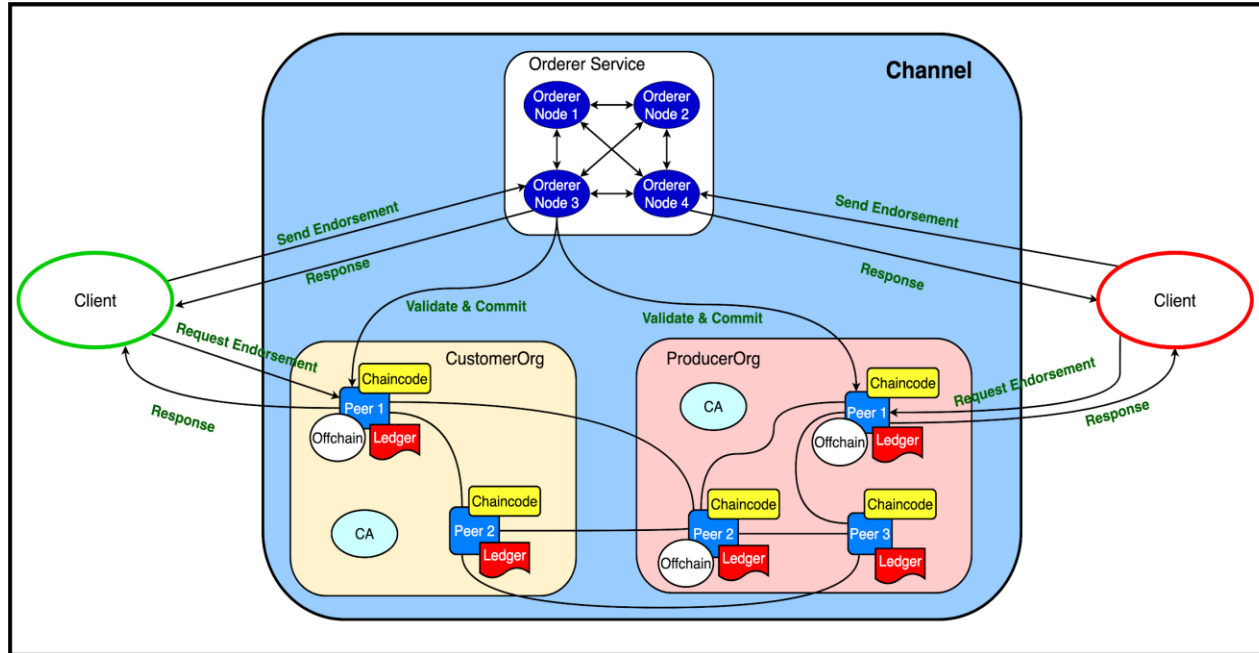 Orderer Service
Channel
Orderer
Node 1
Orderer
Node 2
Orderer
Node 3
Orderer
Node 4
Send Endorsement
Send Endorsement
Response
Response
Client
Client
Validate & Commit
Validate & Commit
Request Endorsement
Request Endorsement
Response
Response
CustomerOrg
Chaincode
Peer 1
Offchain
Ledger
CA
Chaincode
Peer 2
Ledger
ProducerOrg
CA
Chaincode
Peer 1
Offchain
Ledger
Chaincode
Peer 2
Offchain
Ledger
Chaincode
Peer 3
Ledger